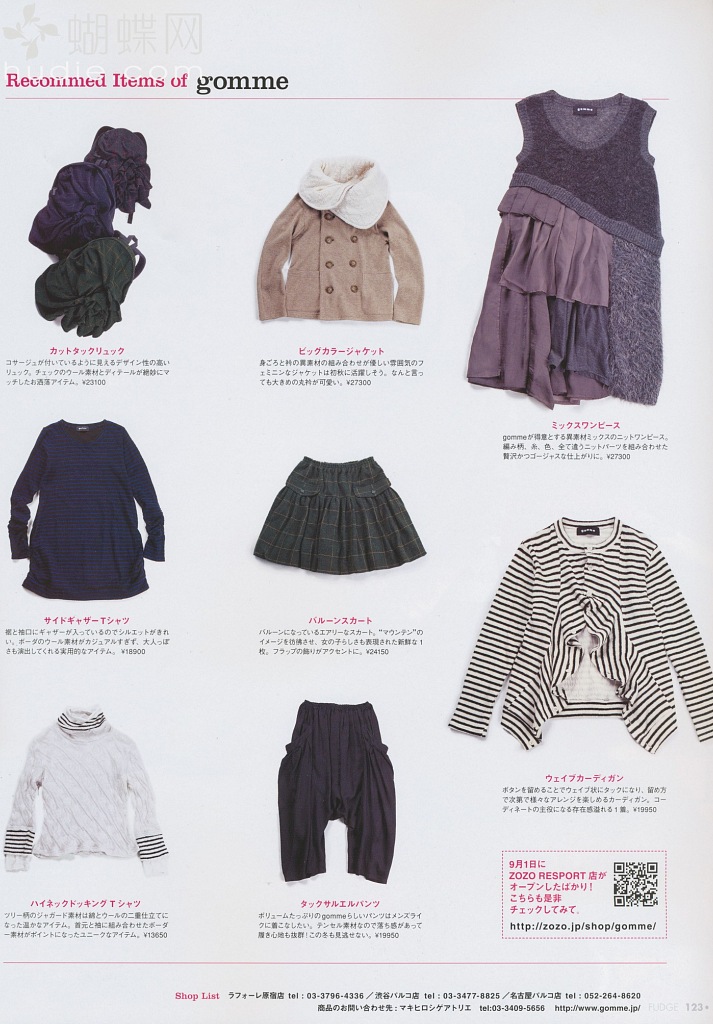 蝴蝶网
hudie.com
Recommed Items of gomme
gomme
カットタックリュック
コサージュが付いているように見えるデザイン性の高い
リュック。チェックのウール素材とディテールが絶妙にマ
ッチしたお洒落アイテム。¥23100
ビッグカラージャケット
身ごろと衿の異素材の組み合わせが優しい雰囲気のフ
ェミニンなジャケットは初秋に活躍しそう。なんと言っ
ても大きめの丸衿が可愛い。¥27300
ミックスワンピース
gommeが得意とする異素材ミックスのニットワンピース。
編み柄、糸、色、全て違うニットパーツを組み合わせた
贅沢かつゴージャスな仕上がりに。¥27300
サイドギャザーTシャツ
裾と袖口にギャザーが入っているのでシルエットがきれ
い。ボーダのウール素材がカジュアルすぎず、大人っぽ
さも演出してくれる実用的なアイテム。¥18900
バルーンスカート
バルーンになっているエアリーなスカート。“マウンテン”の
イメージを彷彿させ、女の子らしさも表現された新鮮な1
枚。フラップの飾りがアクセントに。¥24150
gomme
ウェイブカーディガン
ボタンを留めることでウェイブ状にタックになり、留め方
で次第で様々なアレンジを楽しめるカーディガン。コー
ディネートの主役になる存在感溢れる1着。¥19950
ハイネックドッキングTシャツ
ツリー柄のジャガード素材は綿とウールの二重仕立てに
なった温かなアイテム。首元と袖に組み合わせたボーダ
ー素材がポイントになったユニークなアイテム。¥13650
タックサルエルパンツ
ボリュームたっぷりのgommeらしいパンツはメンズライ
クに着こなしたい。テンセル素材なので落ち感があって
履き心地も抜群！この冬も見逃せない。¥19950
9月1日に
ZOZO RESPORT 店が
オープンしたばかり！
こちらも是非
チェックしてみて。
http://zozo.jp/shop/gomme/
Shop List ラフォーレ原宿店 tel：03-3796-4336／渋谷パルコ店 tel：03-3477-8825／名古屋パルコ店 tel：052-264-8620
商品のお問い合わせ先：マキヒロシゲアトリエ tel:03-3409-5656 http://www.gomme.jp/
FUDGE 123